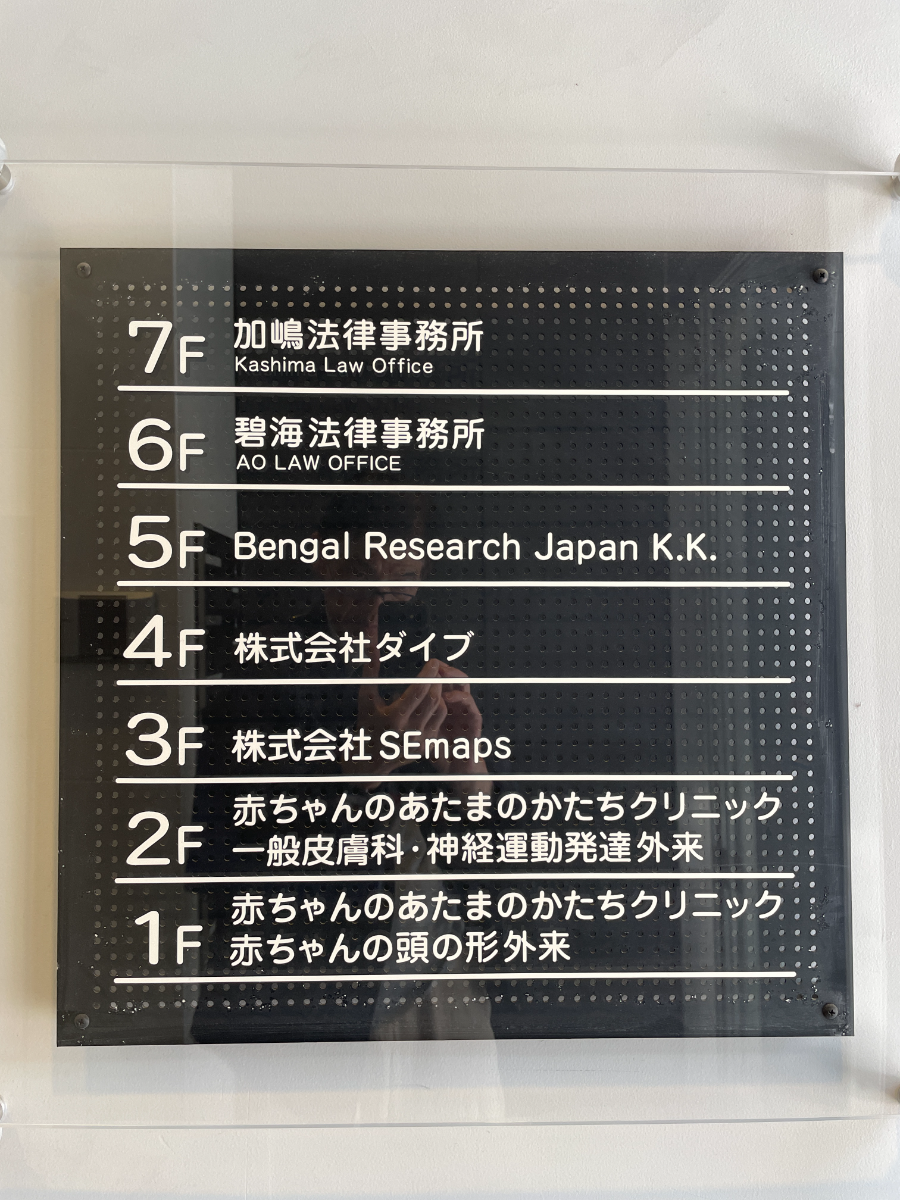 7F 加嶋法律事務所
Kashima Law Office
6F 碧海法律事務所
AO LAW OFFICE
5F Bengal Research Japan K.K.
4F 株式会社ダイブ
3F 株式会社SEmaps
2F 赤ちゃんのあたまのかたちクリニック
一般皮膚科・神経運動発達外来
1F 赤ちゃんのあたまのかたちクリニック
赤ちゃんの頭の形外来